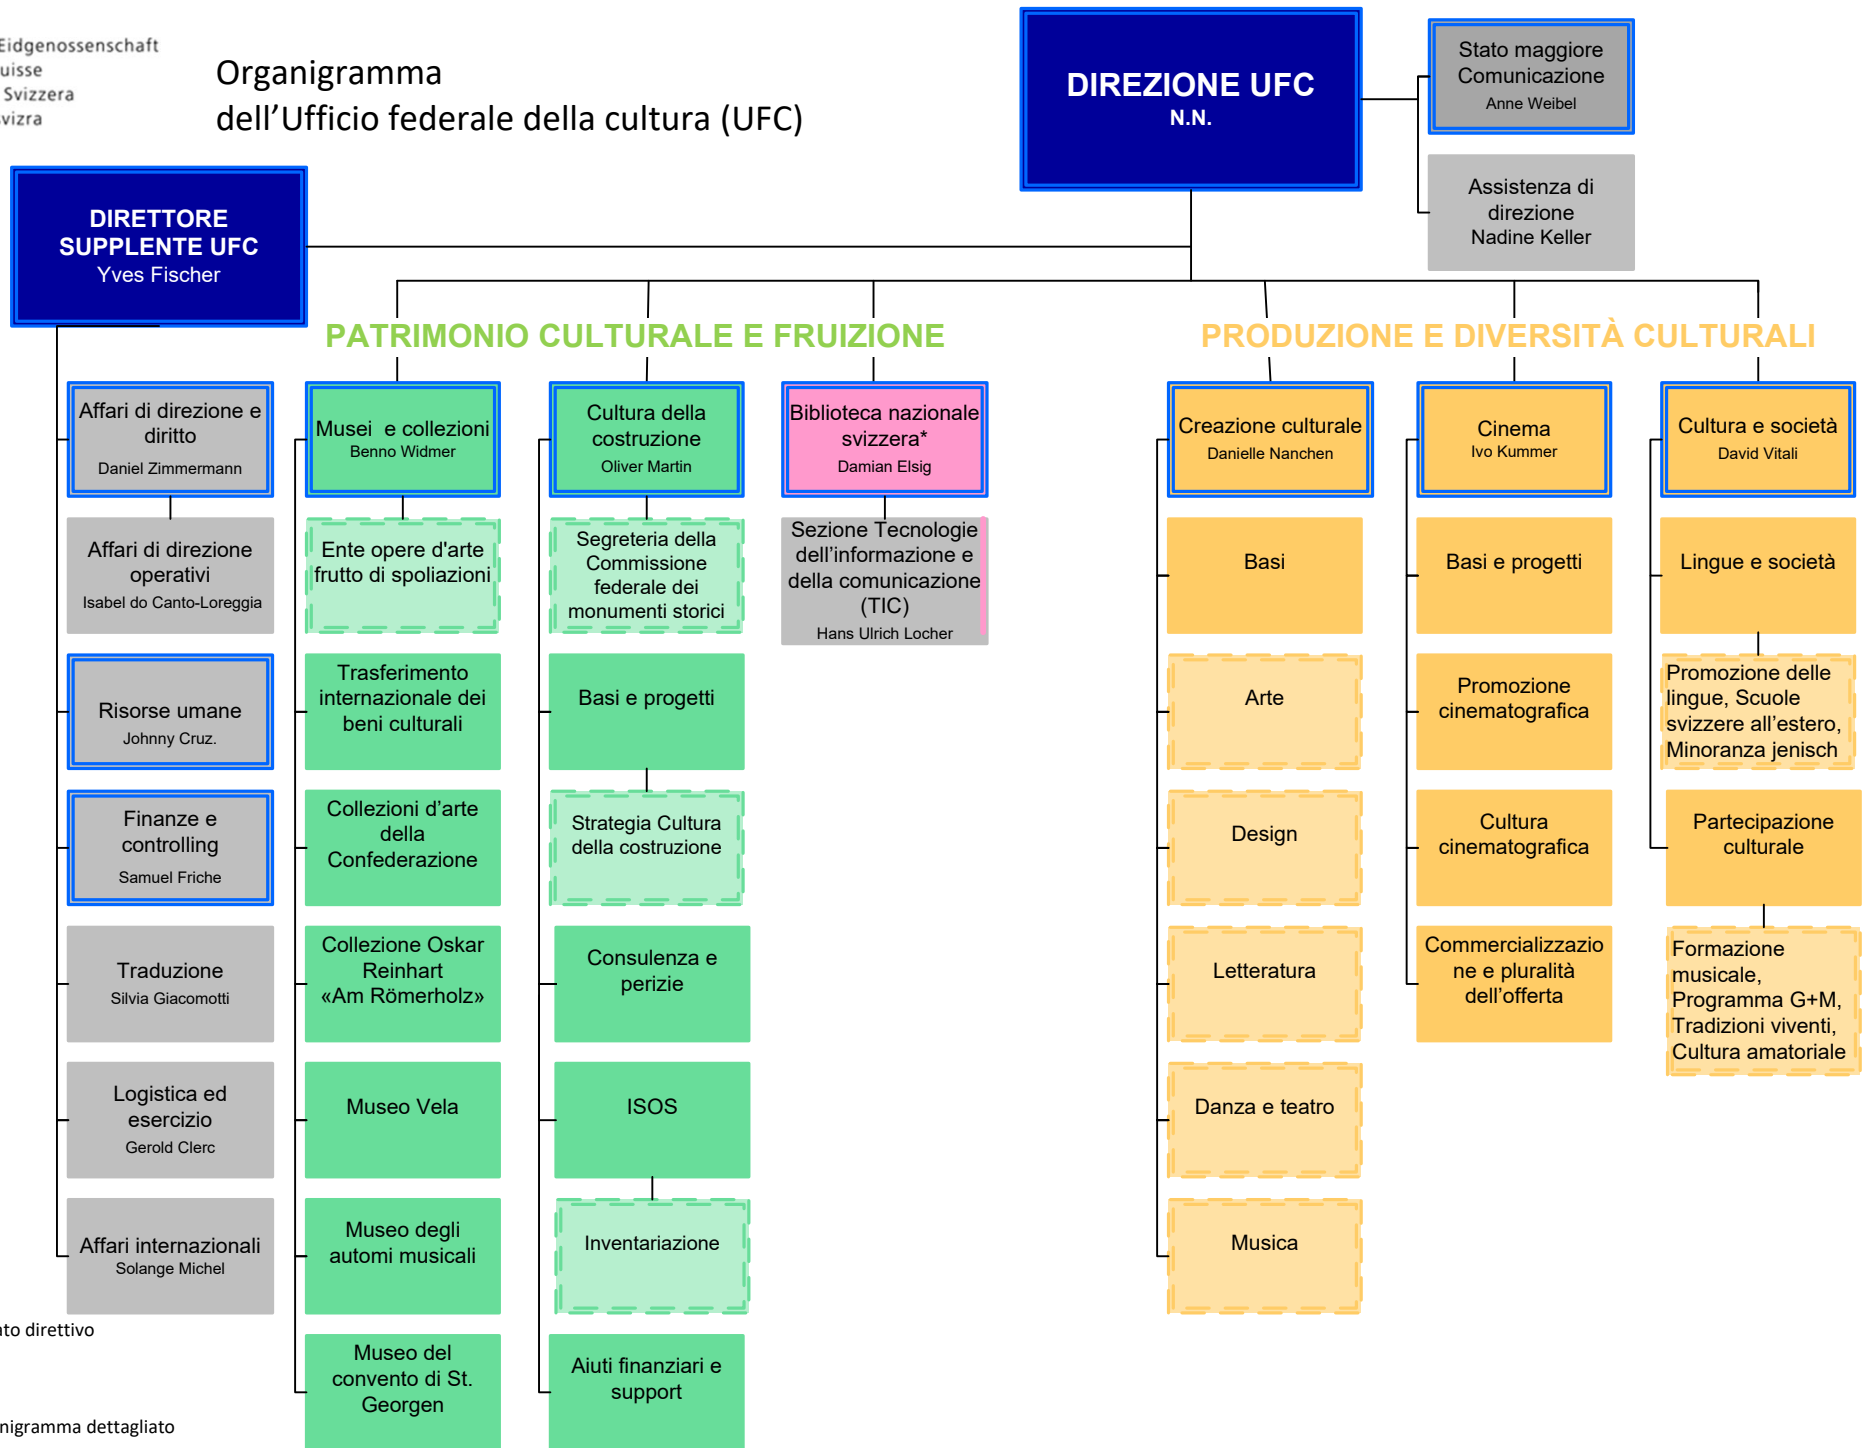 Eidgenossenschaft
uisse
Svizzera
svizra
Organigramma
dell'Ufficio federale della cultura (UFC)
DIREZIONE UFC
N.N.
Stato maggiore
Comunicazione
Anne Weibel
Assistenza di
direzione
Nadine Keller
DIRETTORE
SUPPLENTE UFC
Yves Fischer
PATRIMONIO CULTURALE E FRUIZIONE
PRODUZIONE E DIVERSITÀ CULTURALI
Affari di direzione e
diritto
Daniel Zimmermann
Affari di direzione
operativi
Isabel do Canto-Loreggia
Risorse umane
Johnny Cruz.
Finanze e
controlling
Samuel Friche
Traduzione
Silvia Giacomotti
Logistica ed
esercizio
Gerold Clerc
Affari internazionali
Solange Michel
Musei e collezioni
Benno Widmer
Ente opere d'arte
frutto di spoliazioni
Trasferimento
internazionale dei
beni culturali
Collezioni d'arte
della
Confederazione
Collezione Oskar
Reinhart
«Am Römerholz»
Museo Vela
Museo degli
automi musicali
Museo del
convento di St.
Georgen
Cultura della
costruzione
Oliver Martin
Segreteria della
Commissione
federale dei
monumenti storici
Basi e progetti
Strategia Cultura
della costruzione
Consulenza e
perizie
ISOS
Inventariazione
Aiuti finanziari e
support
Biblioteca nazionale
svizzera*
Damian Elsig
Sezione Tecnologie
dell'informazione e
della comunicazione
(TIC)
Hans Ulrich Locher
Creazione culturale
Danielle Nanchen
Basi
Arte
Design
Letteratura
Danza e teatro
Musica
Cinema
Ivo Kummer
Basi e progetti
Promozione
cinematografica
Cultura
cinematografica
Commercializzazio
ne e pluralità
dell'offerta
Cultura e società
David Vitali
Lingue e società
Promozione delle
lingue, Scuole
svizzere all'estero,
Minoranza jenisch
Partecipazione
culturale
Formazione
musicale,
Programma G+M,
Tradizioni viventi,
Cultura amatoriale
ato direttivo
nigramma dettagliato